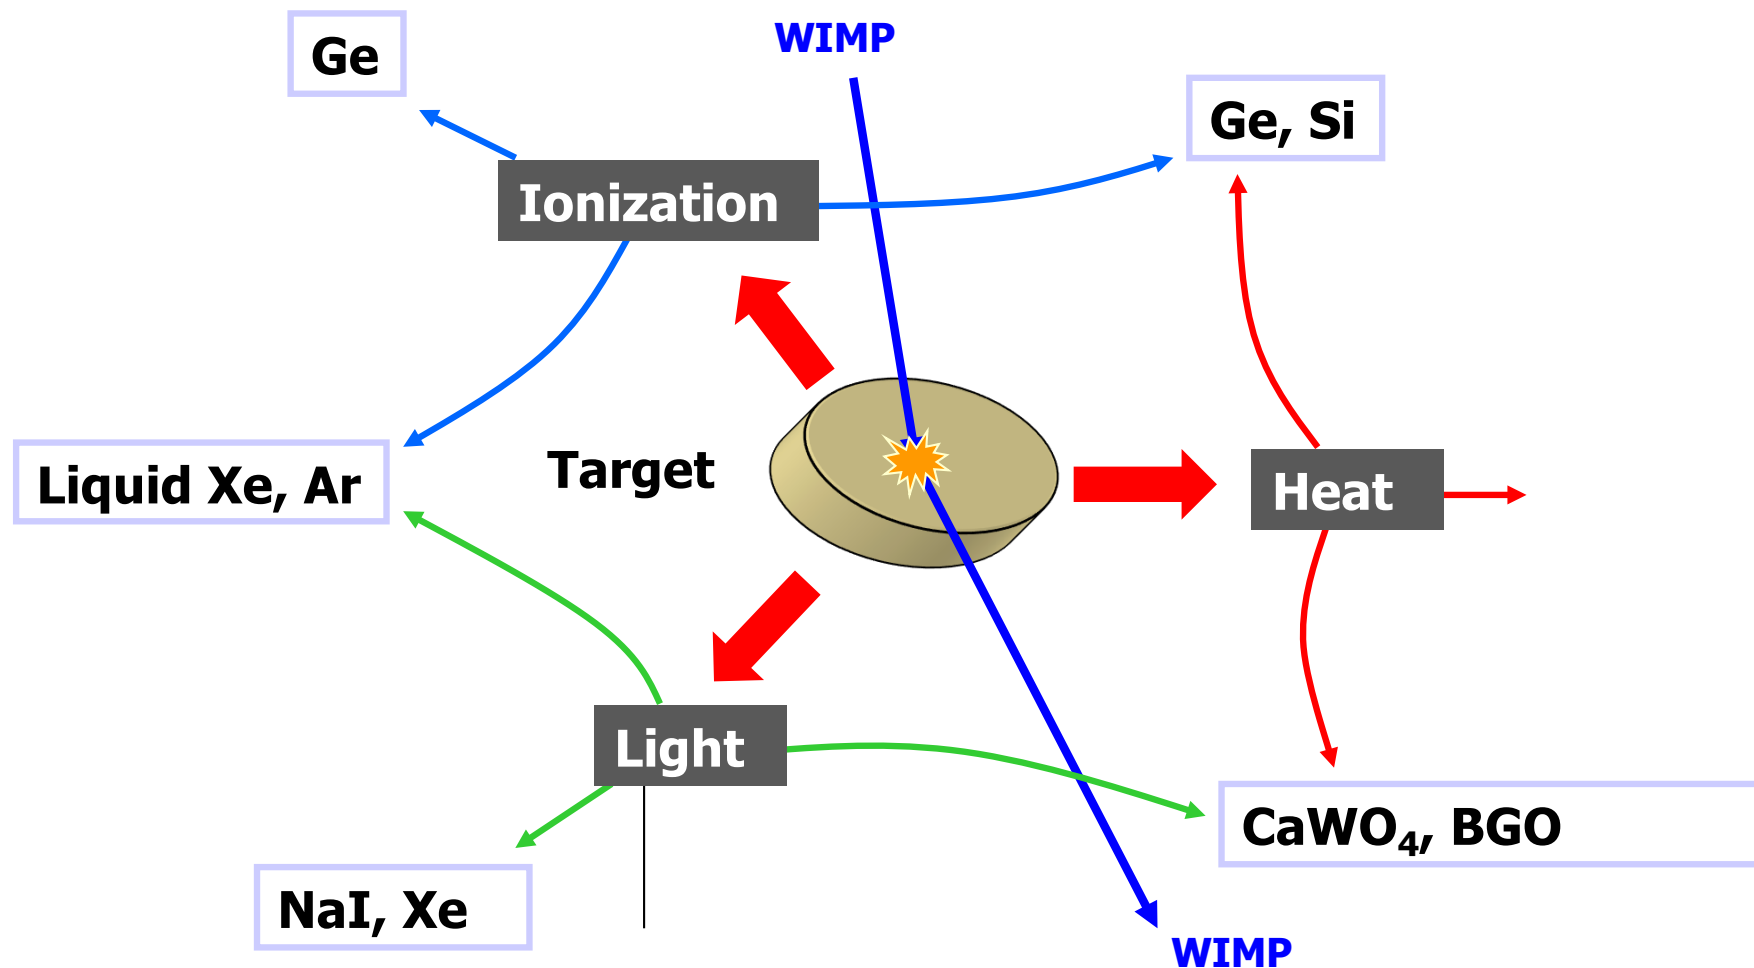 WIMP
Ge
Ge, Si
Ionization
Target
Liquid Xe, Ar
Heat
Light
CaWO₄, BGO
NaI, Xe
WIMP